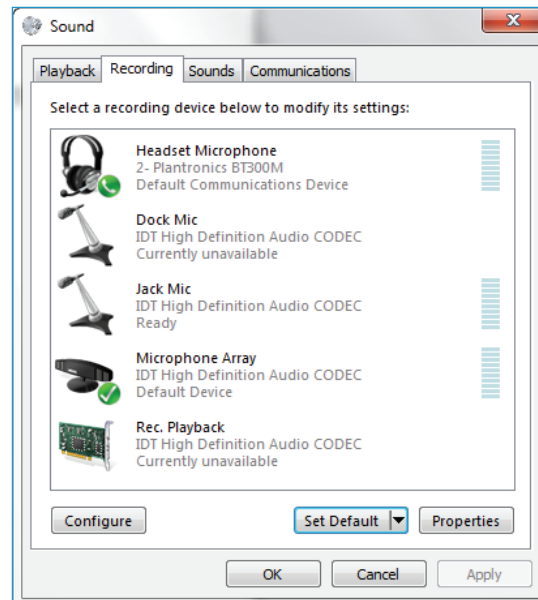 Sound
Playback Recording Sounds Communications
Select a recording device below to modify its settings:
Headset Microphone
2- Plantronics BT300M
Default Communications Device
Dock Mic
IDT High Definition Audio CODEC
Currently unavailable
Jack Mic
IDT High Definition Audio CODEC
Ready
Microphone Array
IDT High Definition Audio CODEC
Default Device
Rec. Playback
IDT High Definition Audio CODEC
Currently unavailable
Configure Set Default Properties
OK Cancel Apply